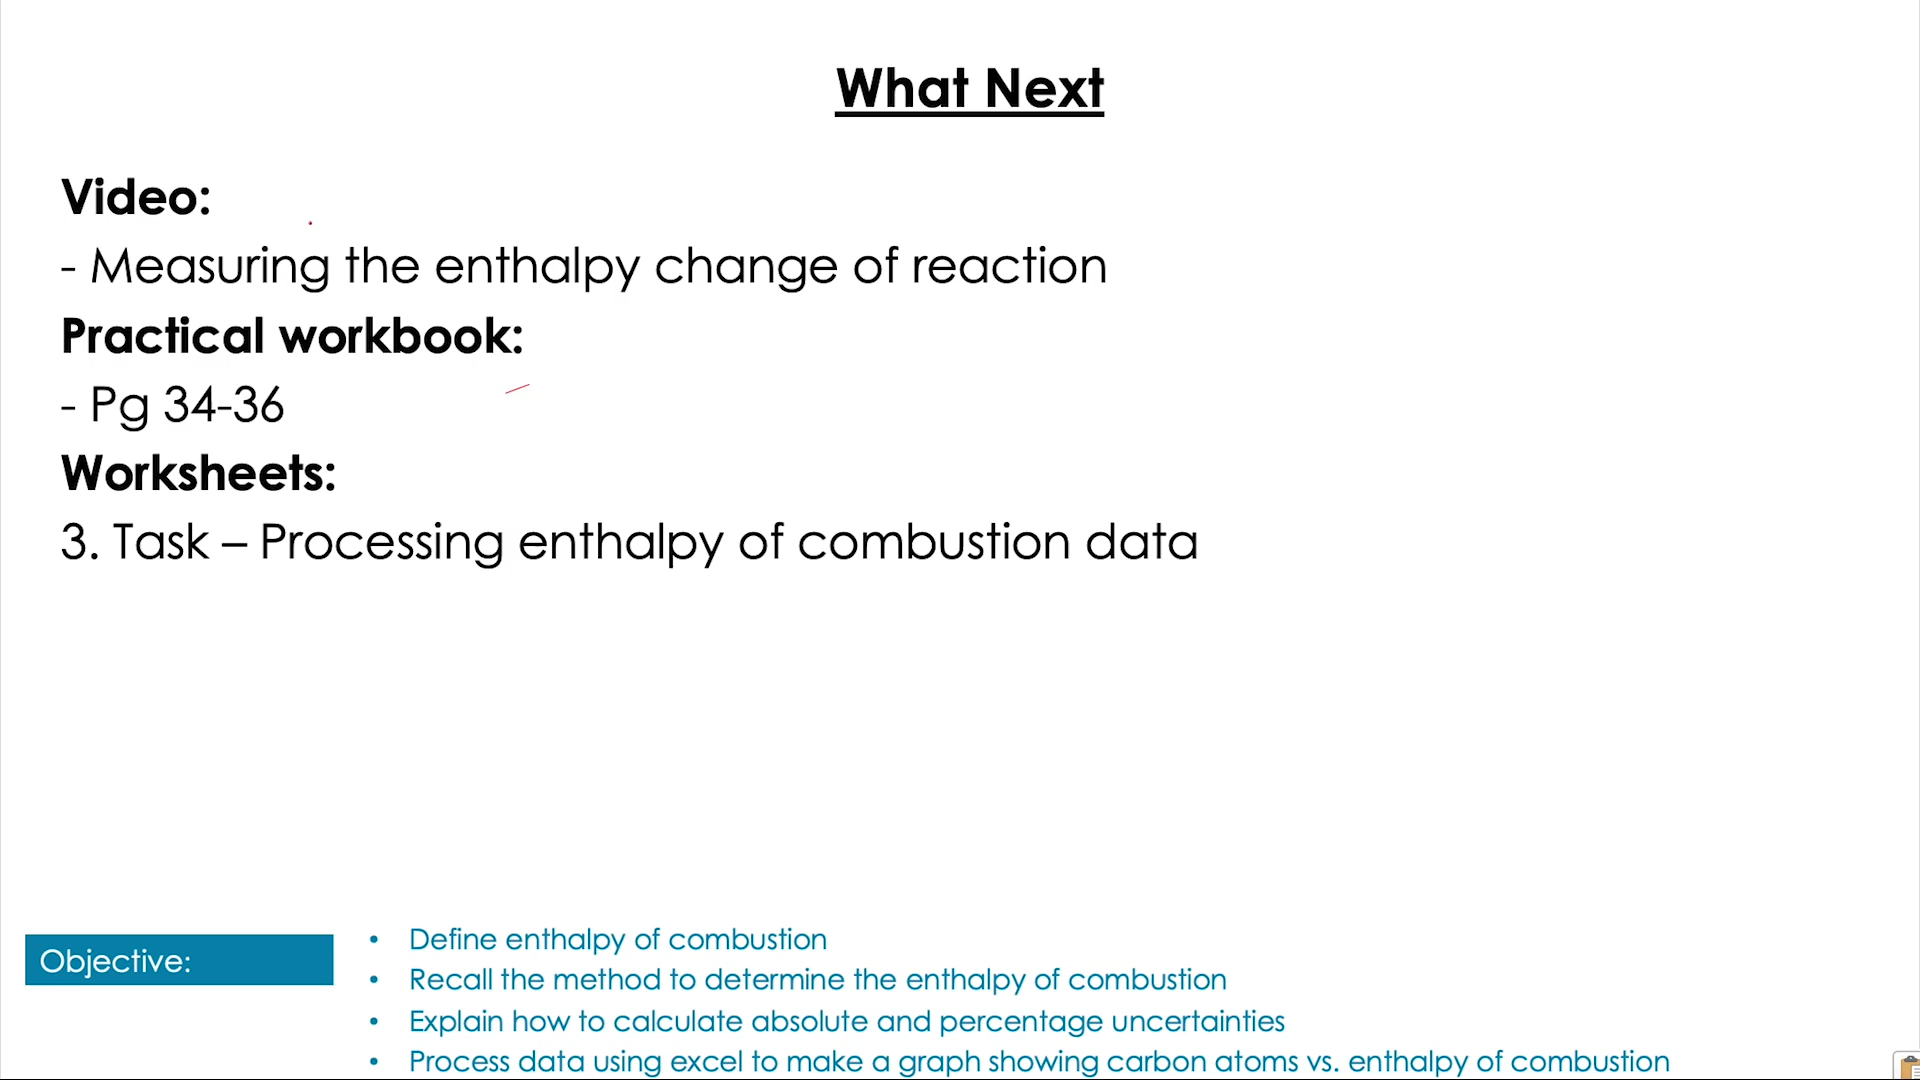 What Next
Video:
- Measuring the enthalpy change of reaction
Practical workbook:
- Pg 34-36
Worksheets:
3. Task – Processing enthalpy of combustion data
Objective:
• Define enthalpy of combustion
• Recall the method to determine the enthalpy of combustion
• Explain how to calculate absolute and percentage uncertainties
• Process data using excel to make a graph showing carbon atoms vs. enthalpy of combustion